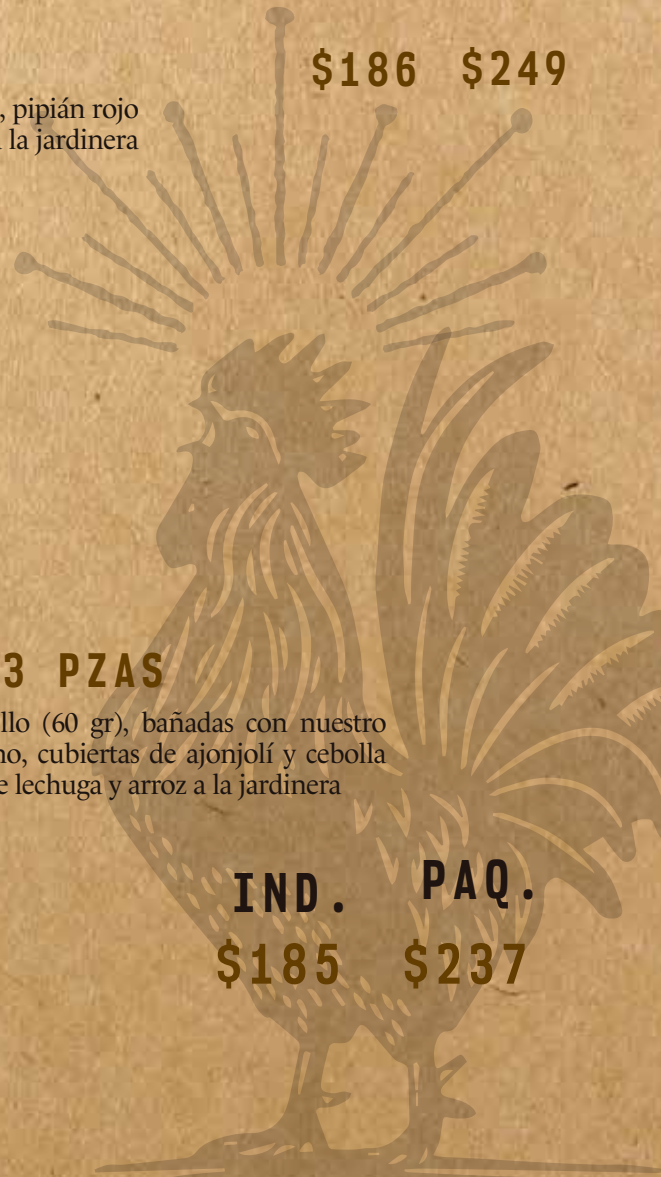 $186 $249
, pipián rojo
la jardinera
3 PZAS
llo (60 gr), bañadas con nuestro
no, cubiertas de ajonjolí y cebolla
e lechuga y arroz a la jardinera
IND. PAQ.
$185 $237